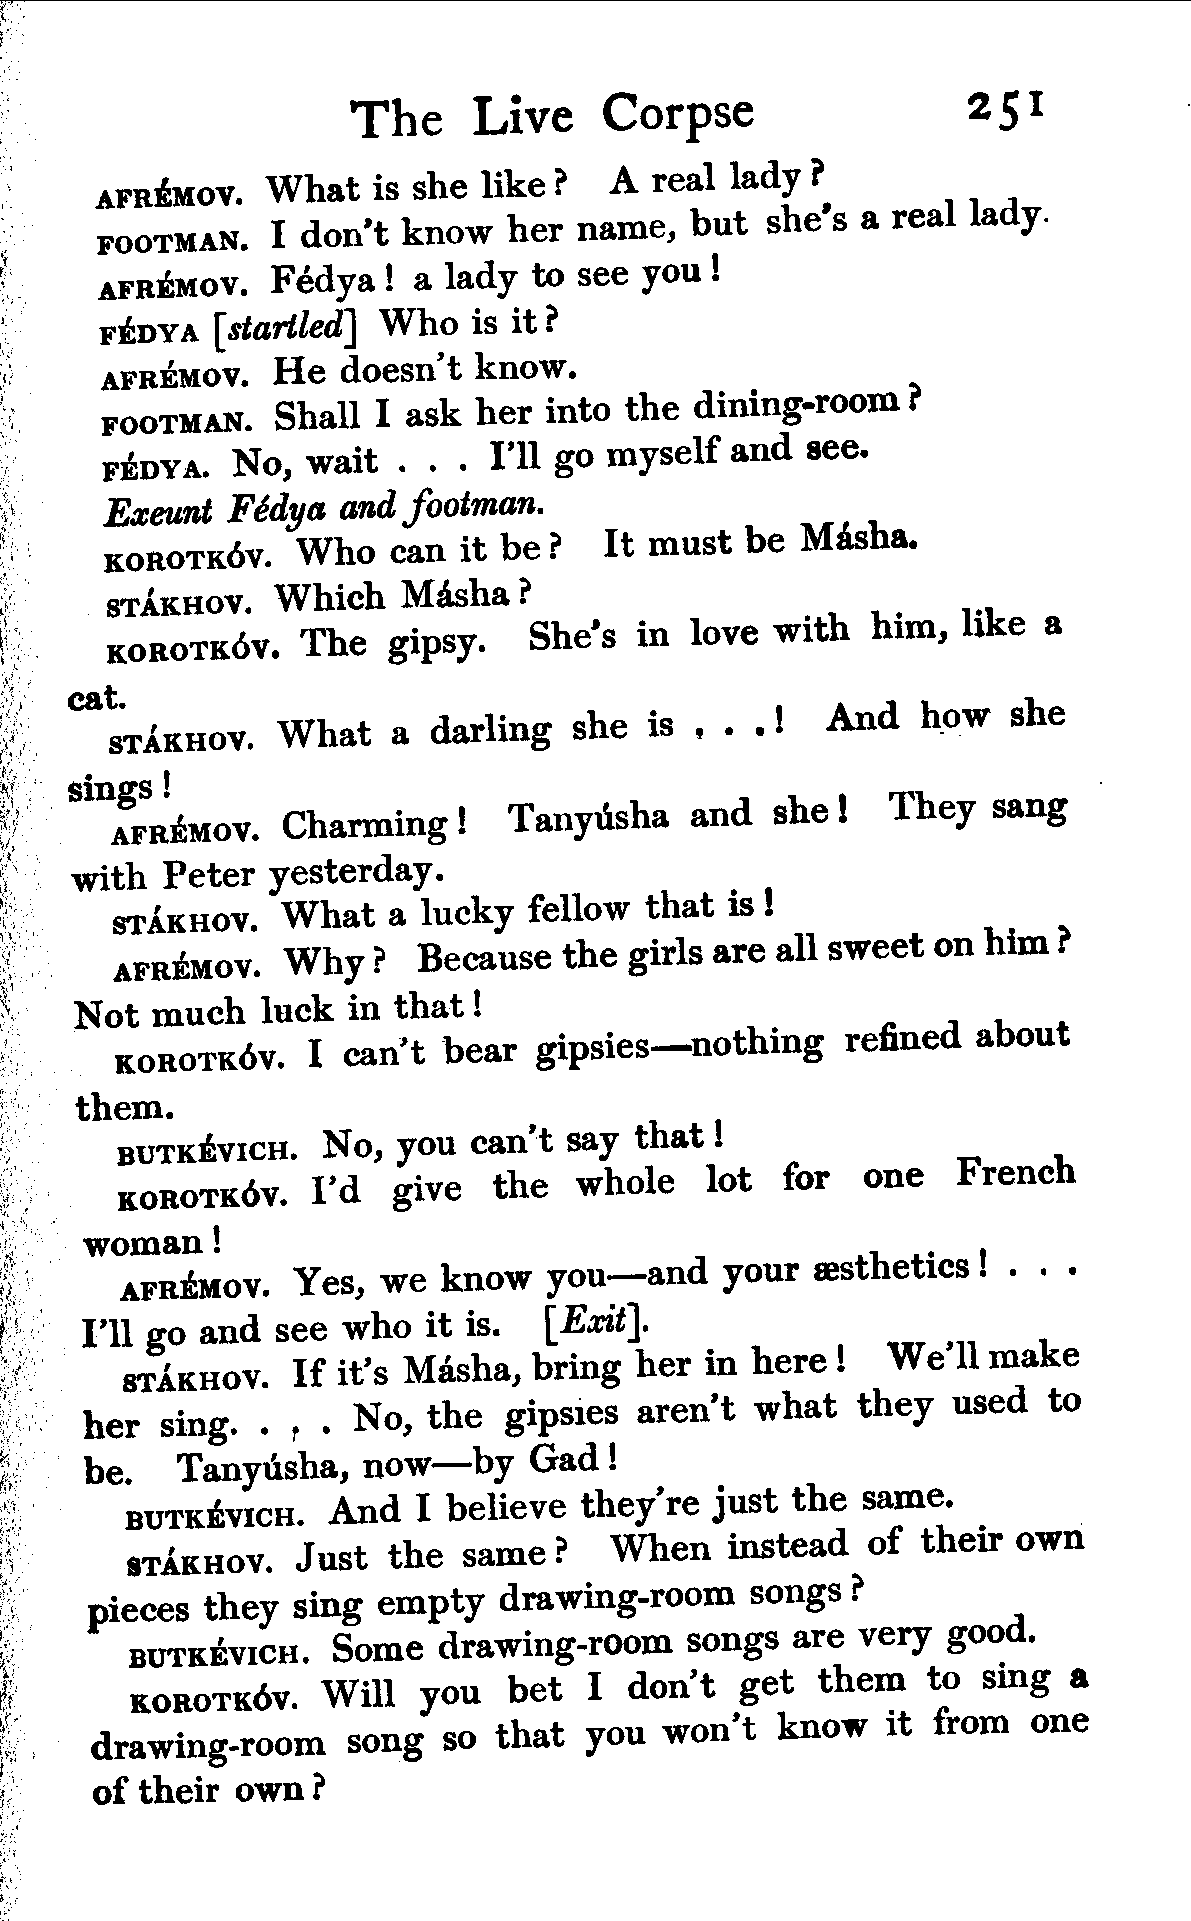 The Live Corpse 251
AFRÉMOV. What is she like? A real lady?
FOOTMAN. I don't know her name, but she's a real lady.
AFRÉMOV. Fédya! a lady to see you!
FÉDYA [startled] Who is it?
AFRÉMOV. He doesn't know.
FOOTMAN. Shall I ask her into the dining-room?
FÉDYA. No, wait . . . I'll go myself and see.
Exeunt Fédya and footman.
KOROTKÓV. Who can it be? It must be Másha.
STÁKHOV. Which Másha?
KOROTKÓV. The gipsy. She's in love with him, like a
cat.
STÁKHOV. What a darling she is . . .! And how she
sings!
AFRÉMOV. Charming! Tanyúsha and she! They sang
with Peter yesterday.
STÁKHOV. What a lucky fellow that is!
AFRÉMOV. Why? Because the girls are all sweet on him?
Not much luck in that!
KOROTKÓV. I can't bear gipsies—nothing refined about
them.
BUTKÉVICH. No, you can't say that!
KOROTKÓV. I'd give the whole lot for one French
woman!
AFRÉMOV. Yes, we know you—and your æsthetics! . . .
I'll go and see who it is. [Exit].
STÁKHOV. If it's Másha, bring her in here! We'll make
her sing. . . . No, the gipsies aren't what they used to
be. Tanyúsha, now—by Gad!
BUTKÉVICH. And I believe they're just the same.
STÁKHOV. Just the same? When instead of their own
pieces they sing empty drawing-room songs?
BUTKÉVICH. Some drawing-room songs are very good.
KOROTKÓV. Will you bet I don't get them to sing a
drawing-room song so that you won't know it from one
of their own?